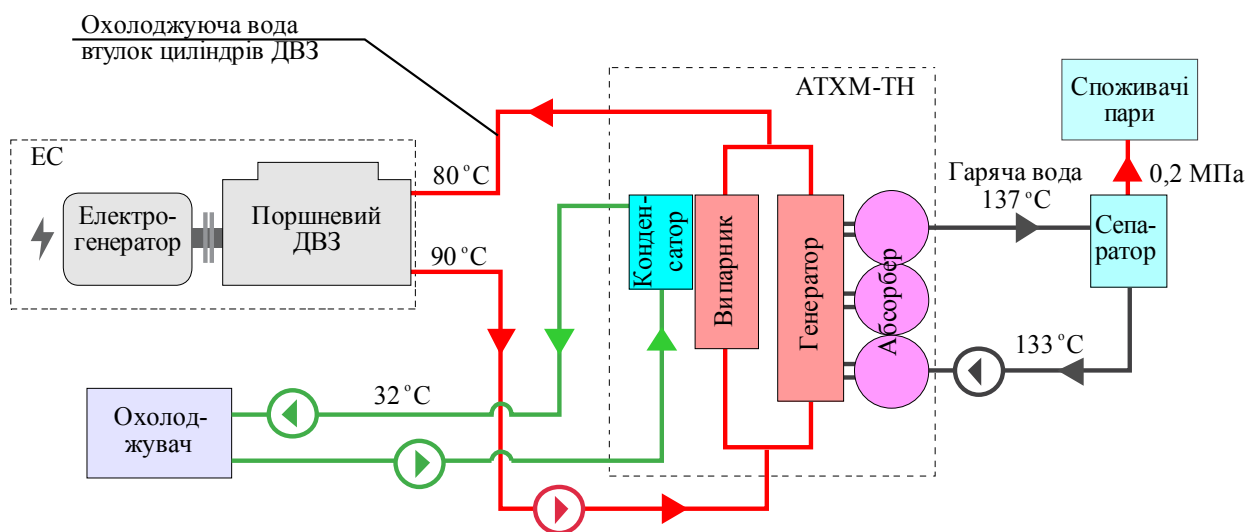 Охолоджуюча вода
втулок циліндрів ДВЗ
АТХМ-ТН
Споживачі
пари
ЕС
80 °С
Гаряча вода
137 °С
0,2 МПа
Електро-
генератор
Поршневий
ДВЗ
90 °С
Конден-
сатор
Випарник
Генератор
Абсорбер
Сепа-
ратор
133 °С
32 °С
Охолод-
жувач